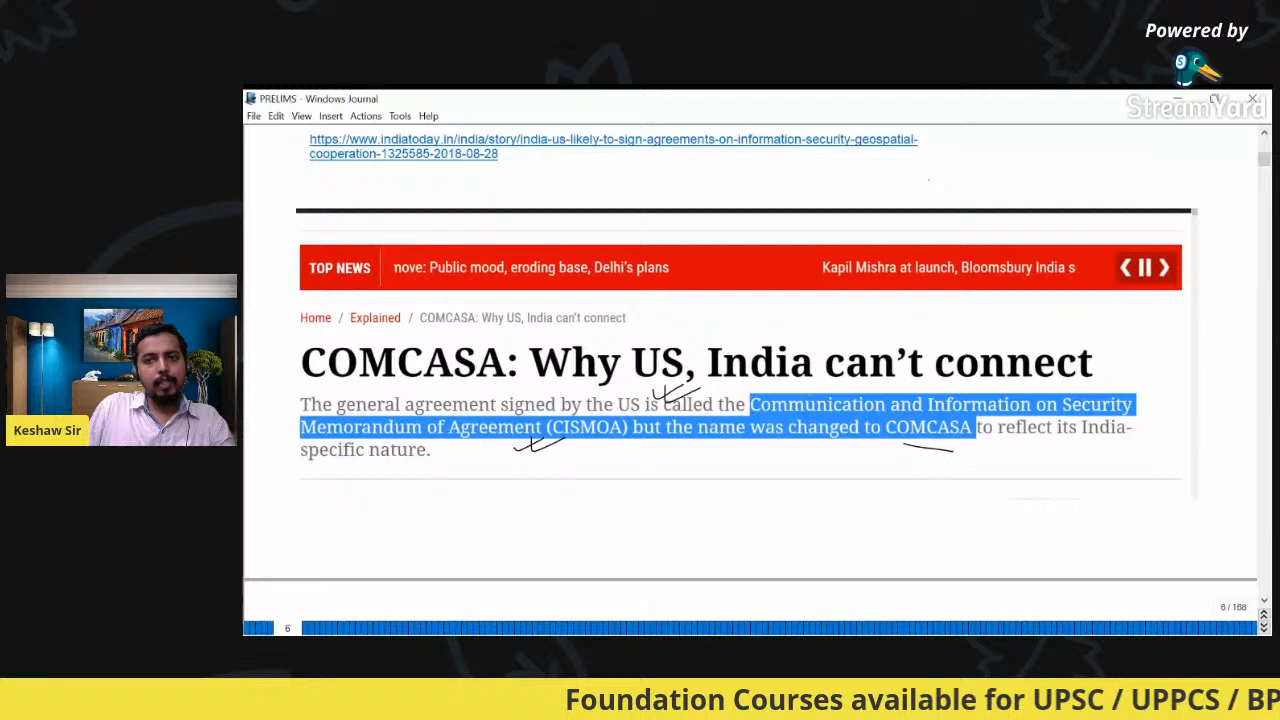 Powered by
S
StreamYard
PRELIMS - Windows Journal
File Edit View Insert Actions Tools Help
https://www.indiatoday.in/india/story/india-us-likely-to-sign-agreements-on-information-security-geospatial-
cooperation-1325585-2018-08-28
TOP NEWS nove: Public mood, eroding base, Delhi's plans Kapil Mishra at launch, Bloomsbury India s
Home / Explained / COMCASA: Why US, India can't connect
COMCASA: Why US, India can't connect
The general agreement signed by the US is called the Communication and Information on Security
Memorandum of Agreement (CISMOA) but the name was changed to COMCASA to reflect its India-
specific nature.
Keshaw Sir
6 / 168
6
Foundation Courses available for UPSC / UPPCS / BP